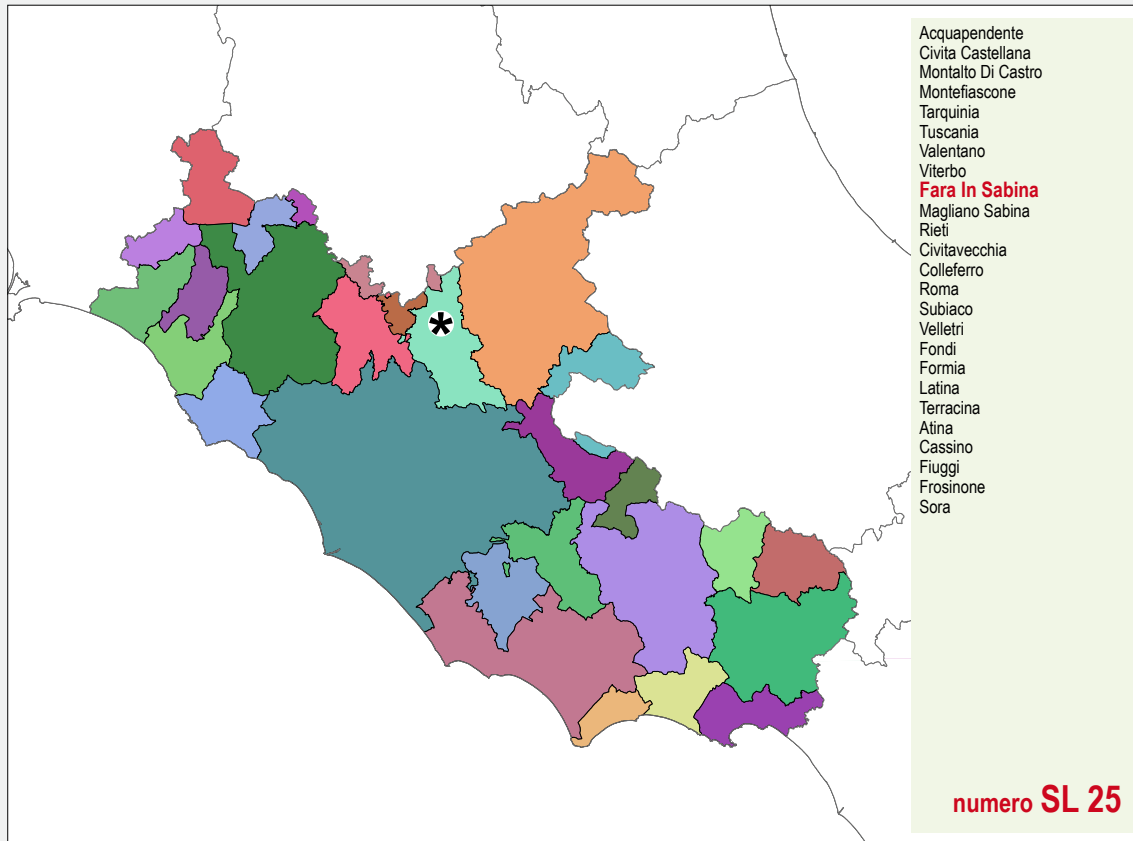 Acquapendente
Civita Castellana
Montalto Di Castro
Montefiascone
Tarquinia
Tuscania
Valentano
Viterbo
Fara In Sabina
Magliano Sabina
Rieti
Civitavecchia
Colleferro
Roma
Subiaco
Velletri
Fondi
Formia
Latina
Terracina
Atina
Cassino
Fiuggi
Frosinone
Sora
*
numero SL 25